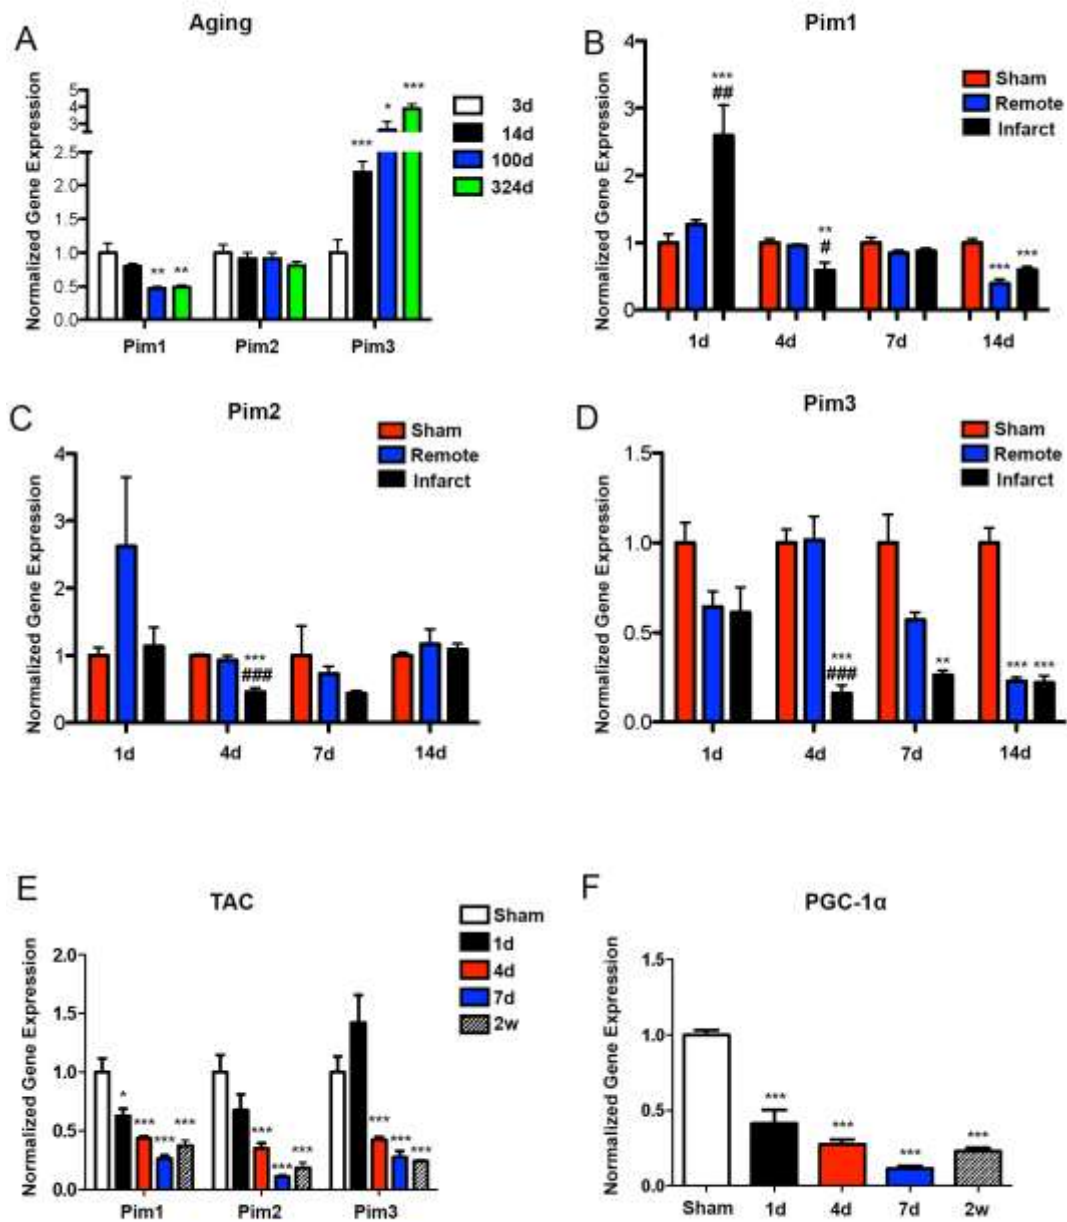 A
Aging
Normalized Gene Expression
5
4
3
2.5
2.0
1.5
1.0
0.5
0.0
** **
***
*
***
Pim1 Pim2 Pim3
3d
14d
100d
324d
B
Pim1
Normalized Gene Expression
4
3
2
1
0
***
##
**
#
*** ***
1d 4d 7d 14d
Sham
Remote
Infarct
C
Pim2
Normalized Gene Expression
4
3
2
1
0
***
###
1d 4d 7d 14d
Sham
Remote
Infarct
D
Pim3
Normalized Gene Expression
1.5
1.0
0.5
0.0
***
###
**
*** ***
1d 4d 7d 14d
Sham
Remote
Infarct
E
TAC
Normalized Gene Expression
2.0
1.5
1.0
0.5
0.0
* *** *** ***
*** *** ***
*** *** ***
Pim1 Pim2 Pim3
Sham
1d
4d
7d
2w
F
PGC-1α
Normalized Gene Expression
1.5
1.0
0.5
0.0
*** *** *** ***
Sham 1d 4d 7d 2w